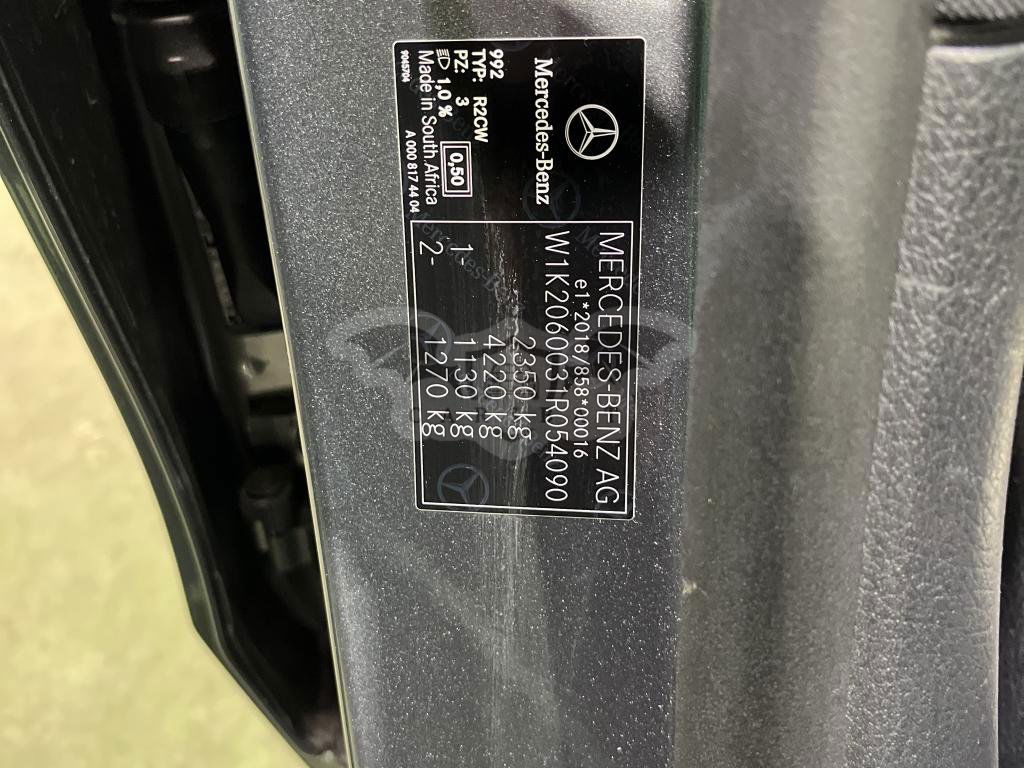 Mercedes-Benz
992
TYP: R2CW
PZ: 3
1,0 %
0,50
Made in South Africa
A 000 817 44 04
MERCEDES-BENZ AG
e1*2018/858*00016
W1K2060031R054090
2350 kg
4220 kg
1 1130 kg
2- 1270 kg